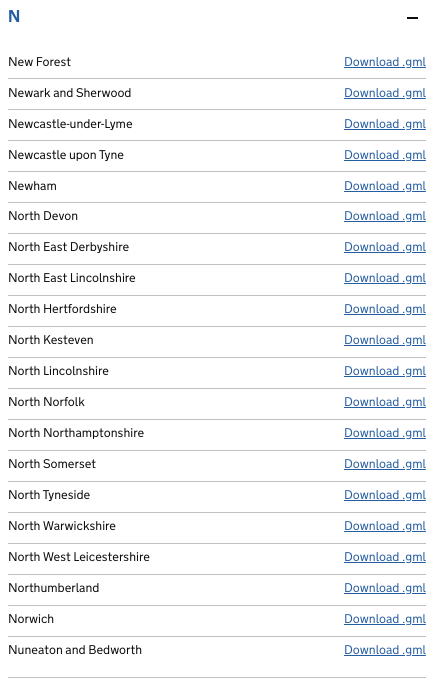 N
New Forest Download .gml
Newark and Sherwood Download .gml
Newcastle-under-Lyme Download .gml
Newcastle upon Tyne Download .gml
Newham Download .gml
North Devon Download .gml
North East Derbyshire Download .gml
North East Lincolnshire Download .gml
North Hertfordshire Download .gml
North Kesteven Download .gml
North Lincolnshire Download .gml
North Norfolk Download .gml
North Northamptonshire Download .gml
North Somerset Download .gml
North Tyneside Download .gml
North Warwickshire Download .gml
North West Leicestershire Download .gml
Northumberland Download .gml
Norwich Download .gml
Nuneaton and Bedworth Download .gml